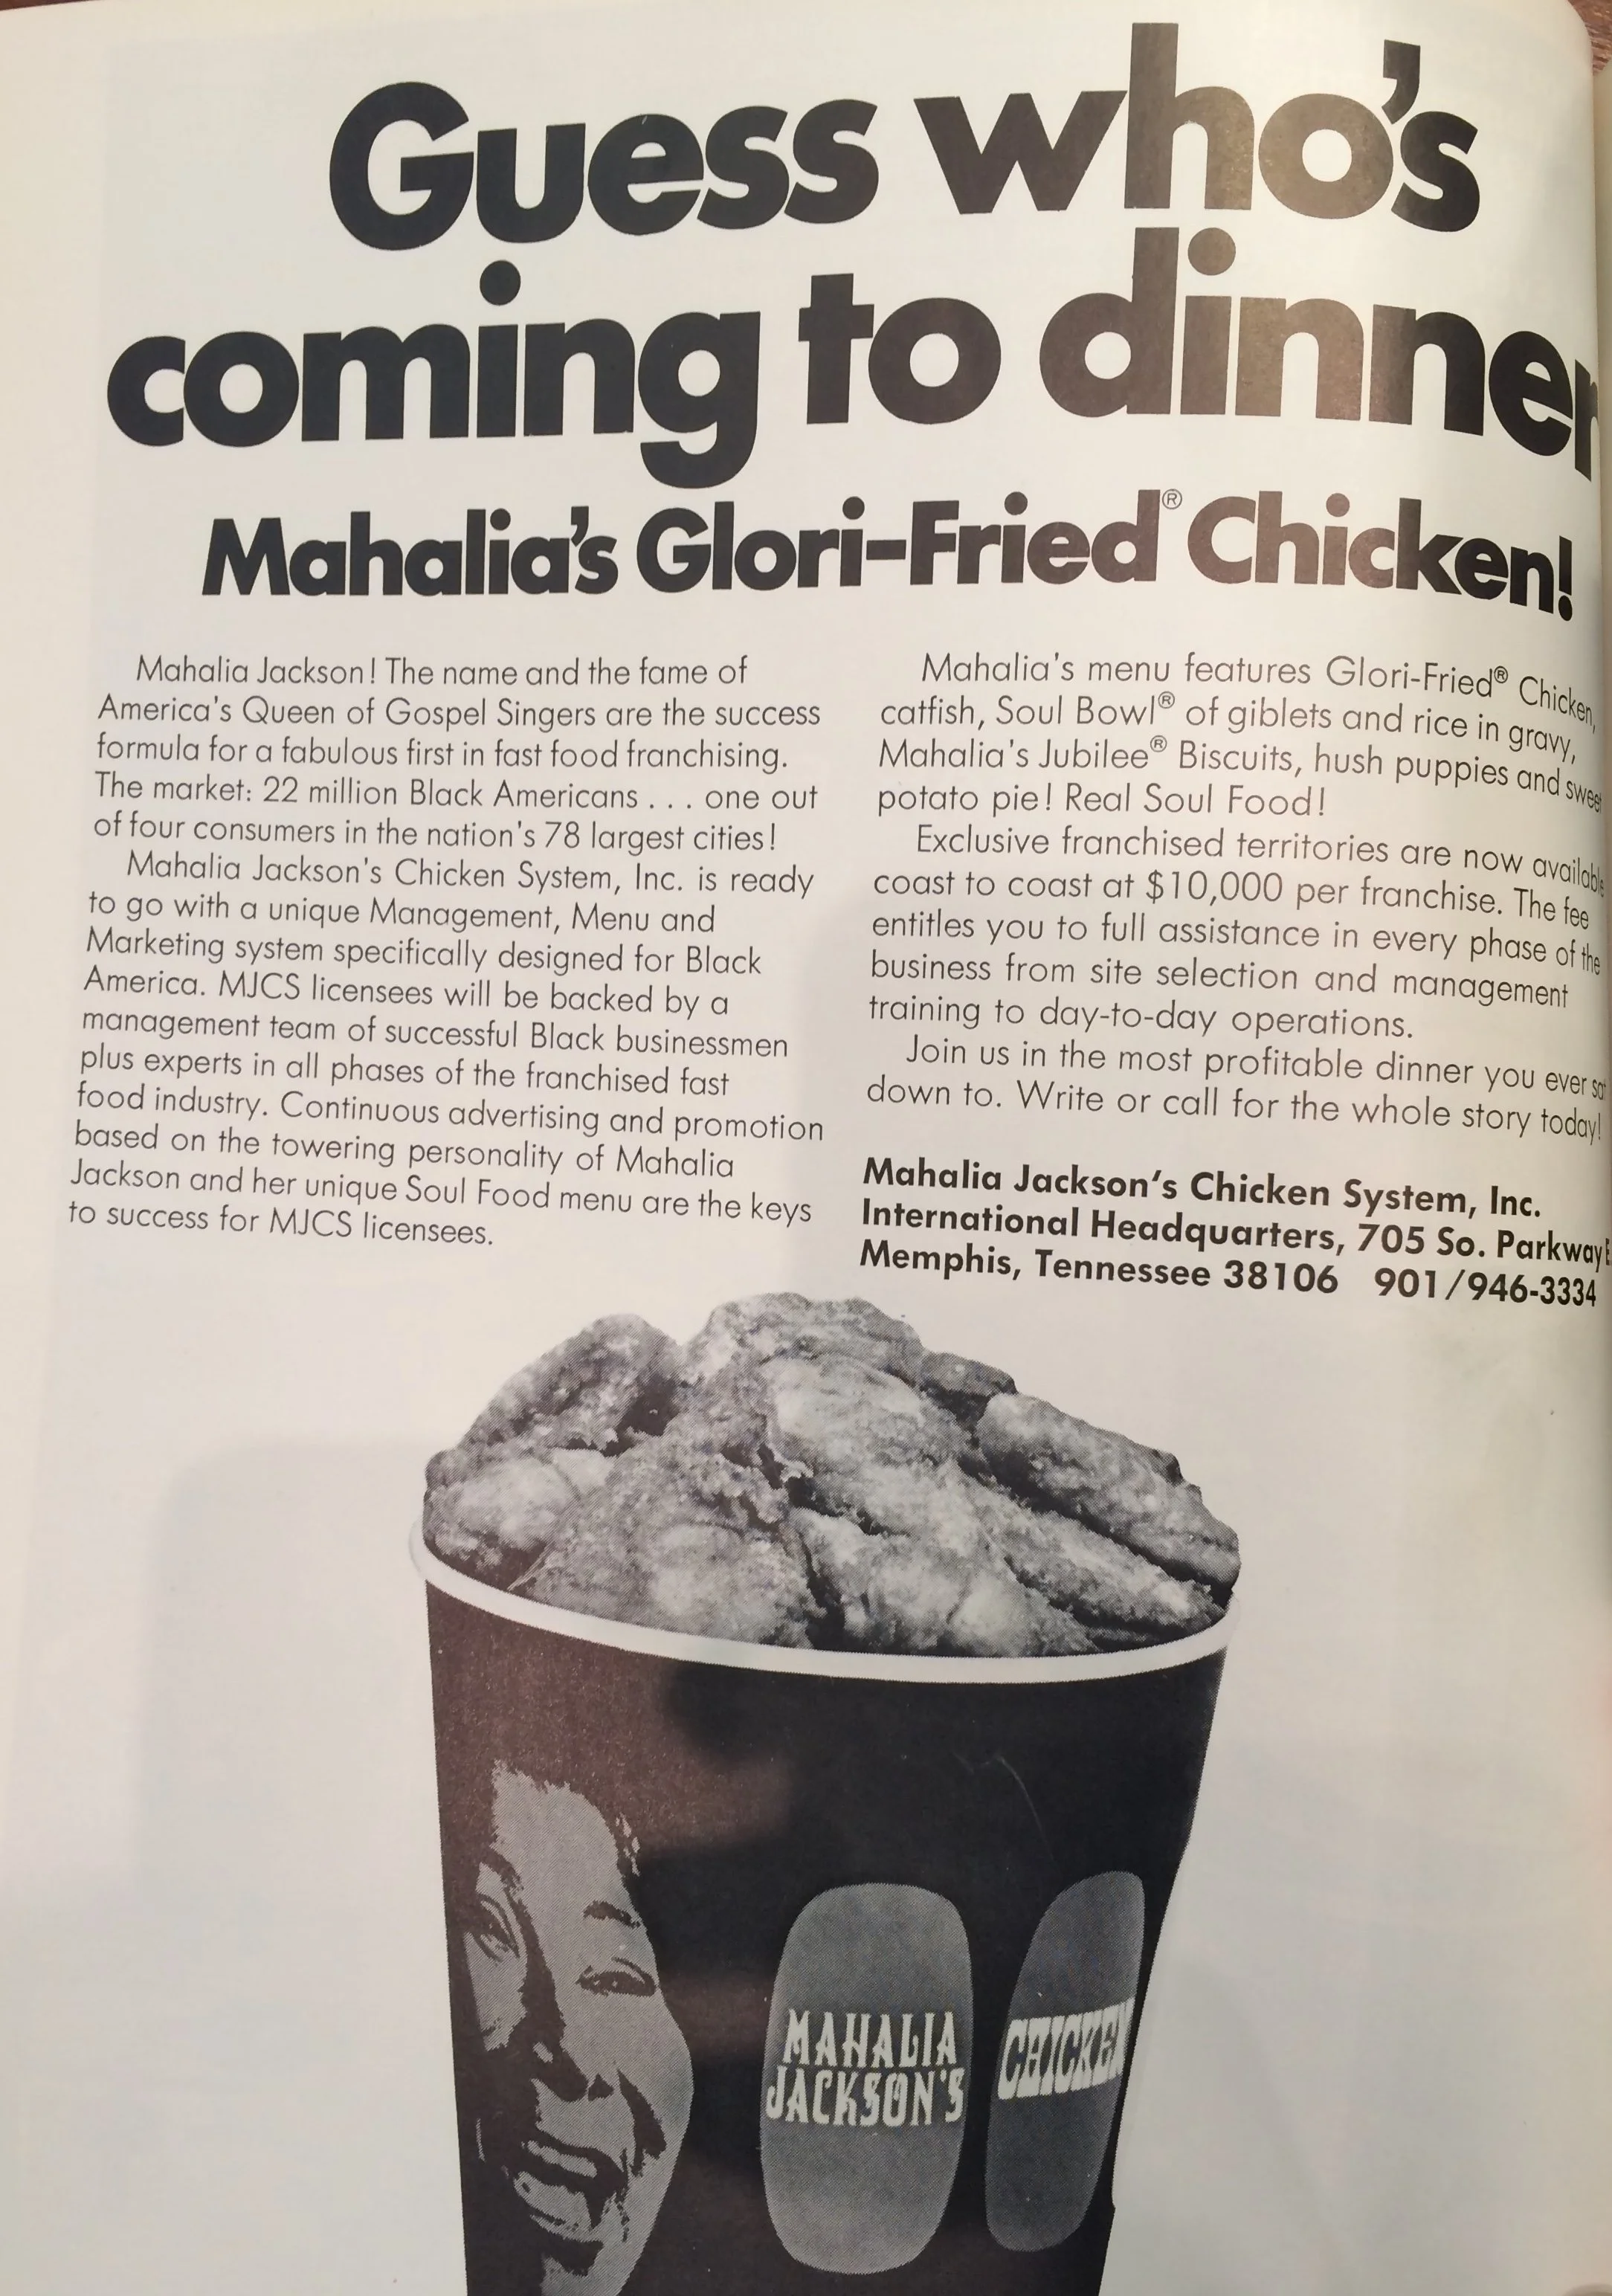 Guess who's
coming to dinner
Mahalia's Glori-Fried® Chicken!
Mahalia Jackson! The name and the fame of
America's Queen of Gospel Singers are the success
formula for a fabulous first in fast food franchising.
The market: 22 million Black Americans . . . one out
of four consumers in the nation's 78 largest cities!
Mahalia Jackson's Chicken System, Inc. is ready
to go with a unique Management, Menu and
Marketing system specifically designed for Black
America. MJCS licensees will be backed by a
management team of successful Black businessmen
plus experts in all phases of the franchised fast
food industry. Continuous advertising and promotion
based on the towering personality of Mahalia
Jackson and her unique Soul Food menu are the keys
to success for MJCS licensees.
Mahalia's menu features Glori-Fried® Chicken,
catfish, Soul Bowl® of giblets and rice in gravy,
Mahalia's Jubilee® Biscuits, hush puppies and sweet
potato pie! Real Soul Food!
Exclusive franchised territories are now available
coast to coast at $10,000 per franchise. The fee
entitles you to full assistance in every phase of the
business from site selection and management
training to day-to-day operations.
Join us in the most profitable dinner you ever sat
down to. Write or call for the whole story today!
Mahalia Jackson's Chicken System, Inc.
International Headquarters, 705 So. Parkway
Memphis, Tennessee 38106 901/946-3334
MAHALIA
JACKSON'S
CHICKEN